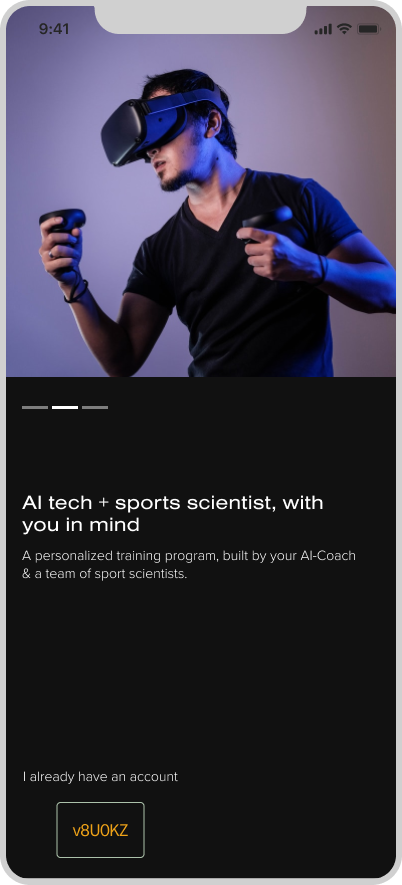 9:41
AI tech + sports scientist, with
you in mind
A personalized training program, built by your AI-Coach
& a team of sport scientists.
I already have an account
v8U0KZ